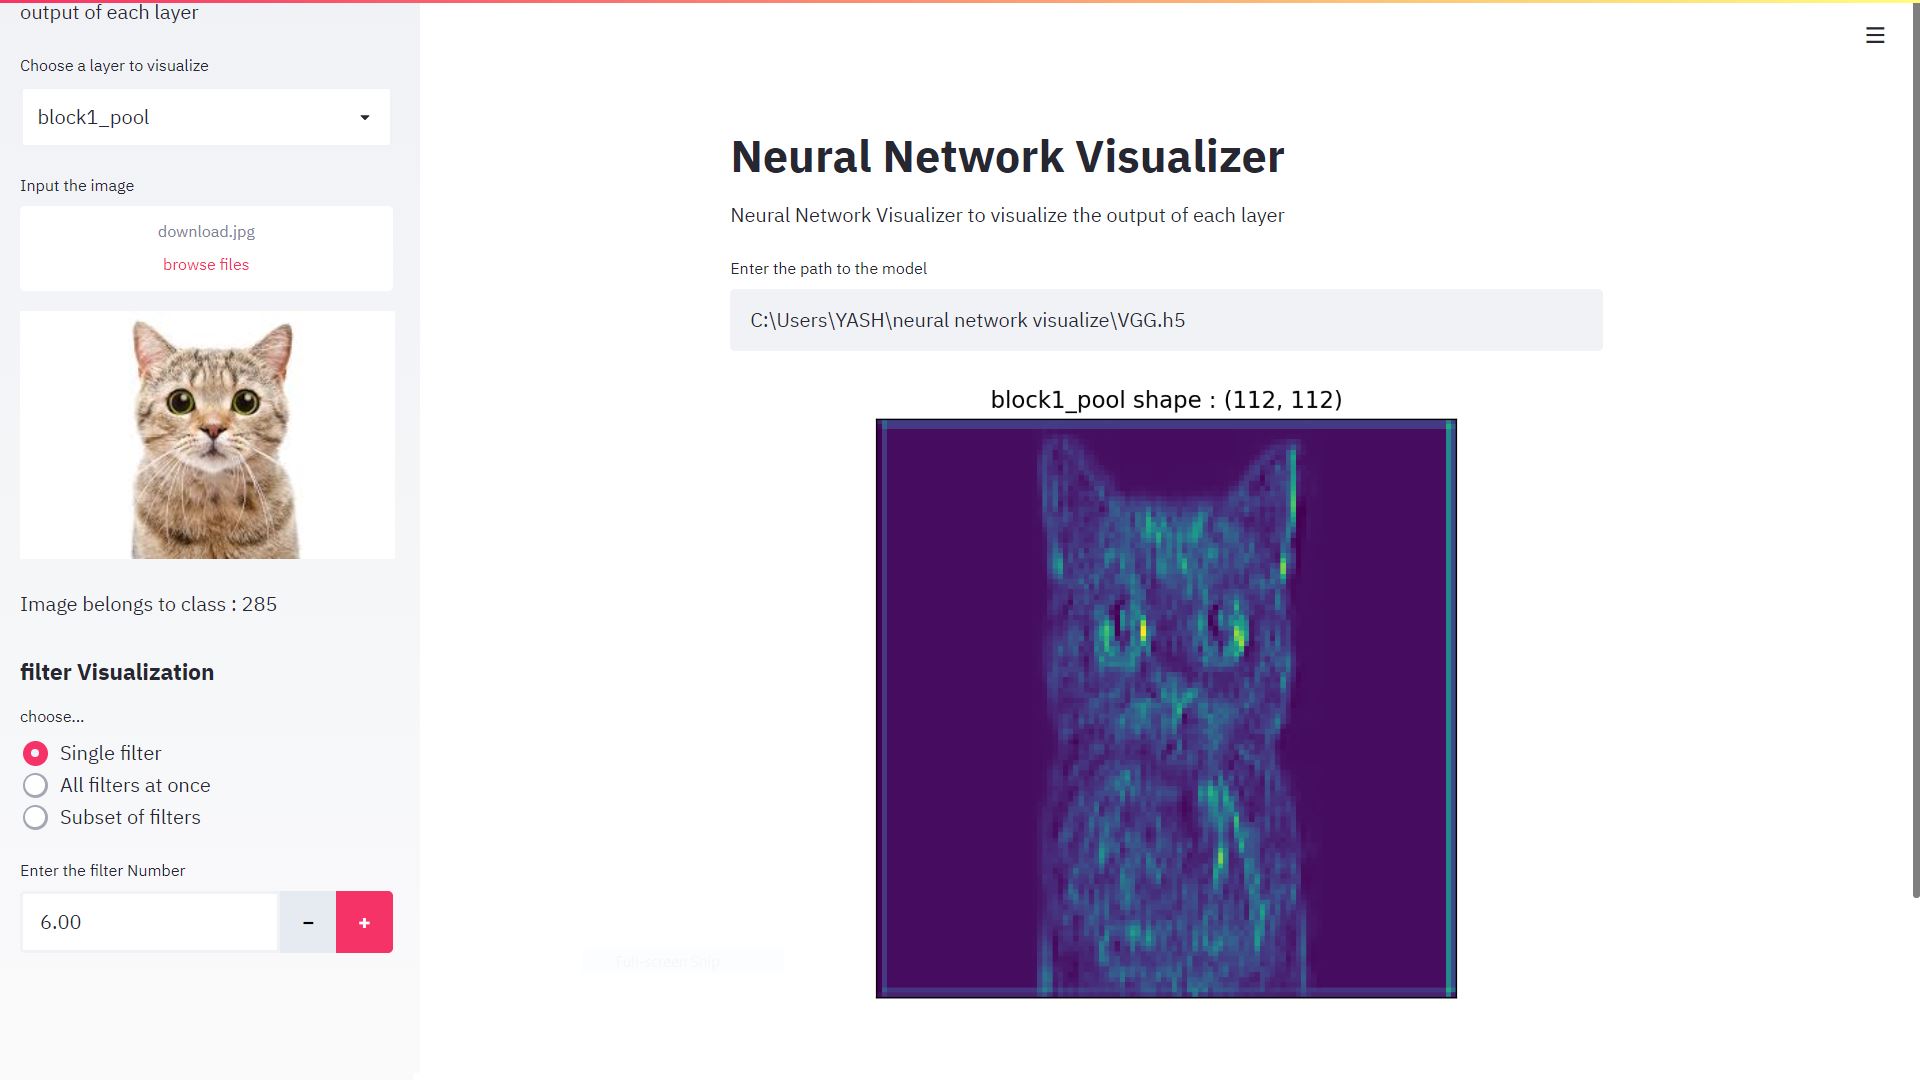 output of each layer
Choose a layer to visualize
block1_pool
Input the image
download.jpg
browse files
Image belongs to class : 285
filter Visualization
choose...
Single filter
All filters at once
Subset of filters
Enter the filter Number
6.00
Neural Network Visualizer
Neural Network Visualizer to visualize the output of each layer
Enter the path to the model
C:\Users\YASH\neural network visualize\VGG.h5
block1_pool shape : (112, 112)
Full-screen Snip